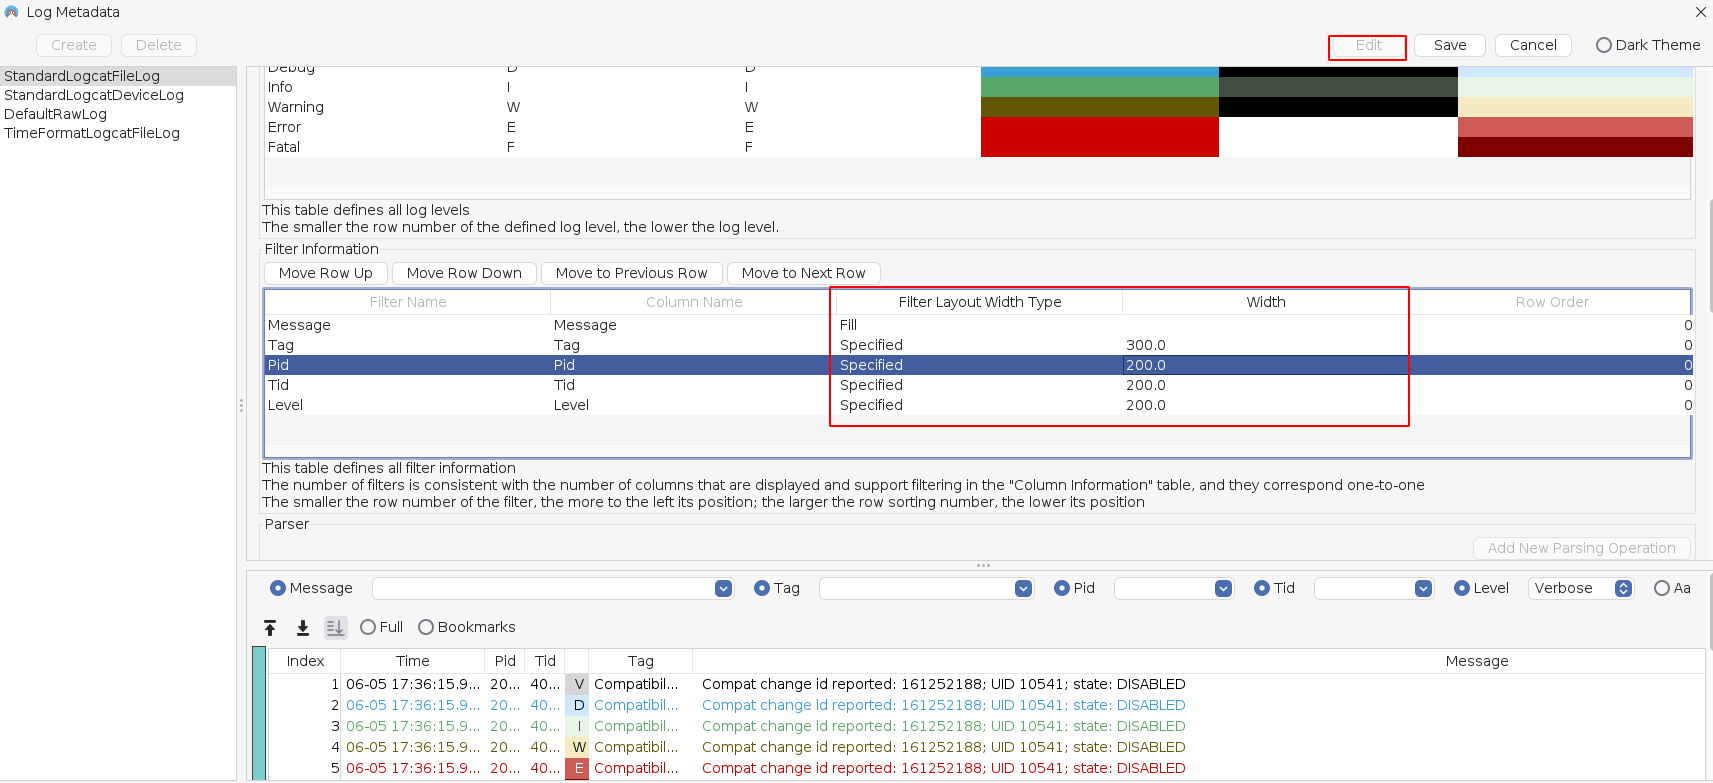 Log Metadata
Create Delete Edit Save Cancel Dark Theme
StandardLogcatFileLog
StandardLogcatDeviceLog
DefaultRawLog
TimeFormatLogcatFileLog
Debug D D
Info I I
Warning W W
Error E E
Fatal F F
This table defines all log levels
The smaller the row number of the defined log level, the lower the log level.
Filter Information
Move Row Up Move Row Down Move to Previous Row Move to Next Row
Filter Name Column Name Filter Layout Width Type Width Row Order
Message Message Fill 0
Tag Tag Specified 300.0 0
Pid Pid Specified 200.0 0
Tid Tid Specified 200.0 0
Level Level Specified 200.0 0
This table defines all filter information
The number of filters is consistent with the number of columns that are displayed and support filtering in the "Column Information" table, and they correspond one-to-one
The smaller the row number of the filter, the more to the left its position; the larger the row sorting number, the lower its position
Parser
Add New Parsing Operation
Message Tag Pid Tid Level Verbose Aa
Full Bookmarks
Index Time Pid Tid Tag Message
1 06-05 17:36:15.9... 20... 40... V Compatibil... Compat change id reported: 161252188; UID 10541; state: DISABLED
2 06-05 17:36:15.9... 20... 40... D Compatibil... Compat change id reported: 161252188; UID 10541; state: DISABLED
3 06-05 17:36:15.9... 20... 40... I Compatibil... Compat change id reported: 161252188; UID 10541; state: DISABLED
4 06-05 17:36:15.9... 20... 40... W Compatibil... Compat change id reported: 161252188; UID 10541; state: DISABLED
5 06-05 17:36:15.9... 20... 40... E Compatibil... Compat change id reported: 161252188; UID 10541; state: DISABLED